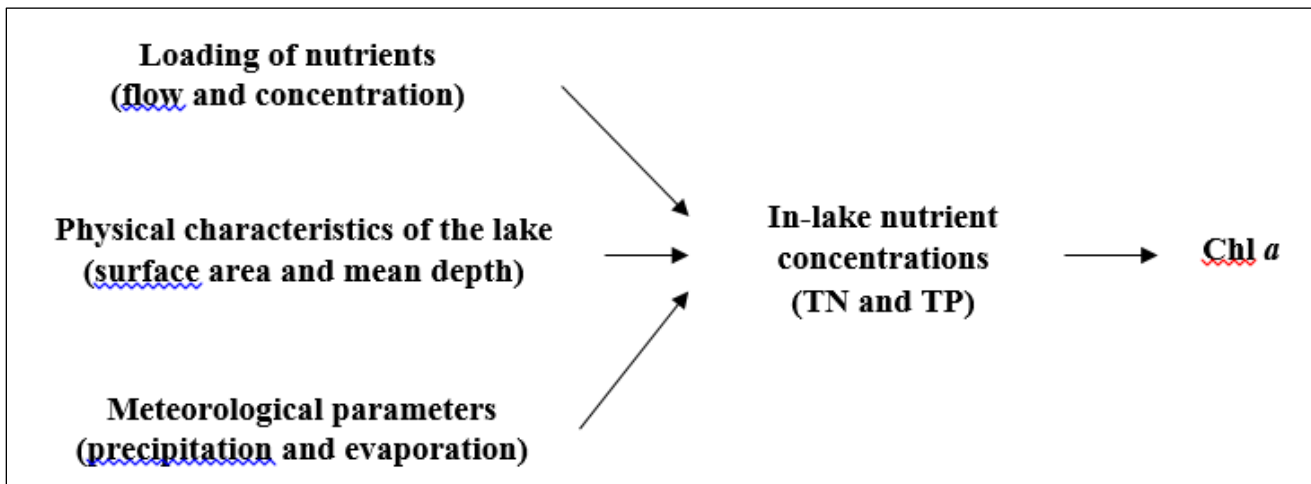 Loading of nutrients
(flow and concentration)
Physical characteristics of the lake
(surface area and mean depth)
Meteorological parameters
(precipitation and evaporation)
In-lake nutrient
concentrations
(TN and TP)
Chl a